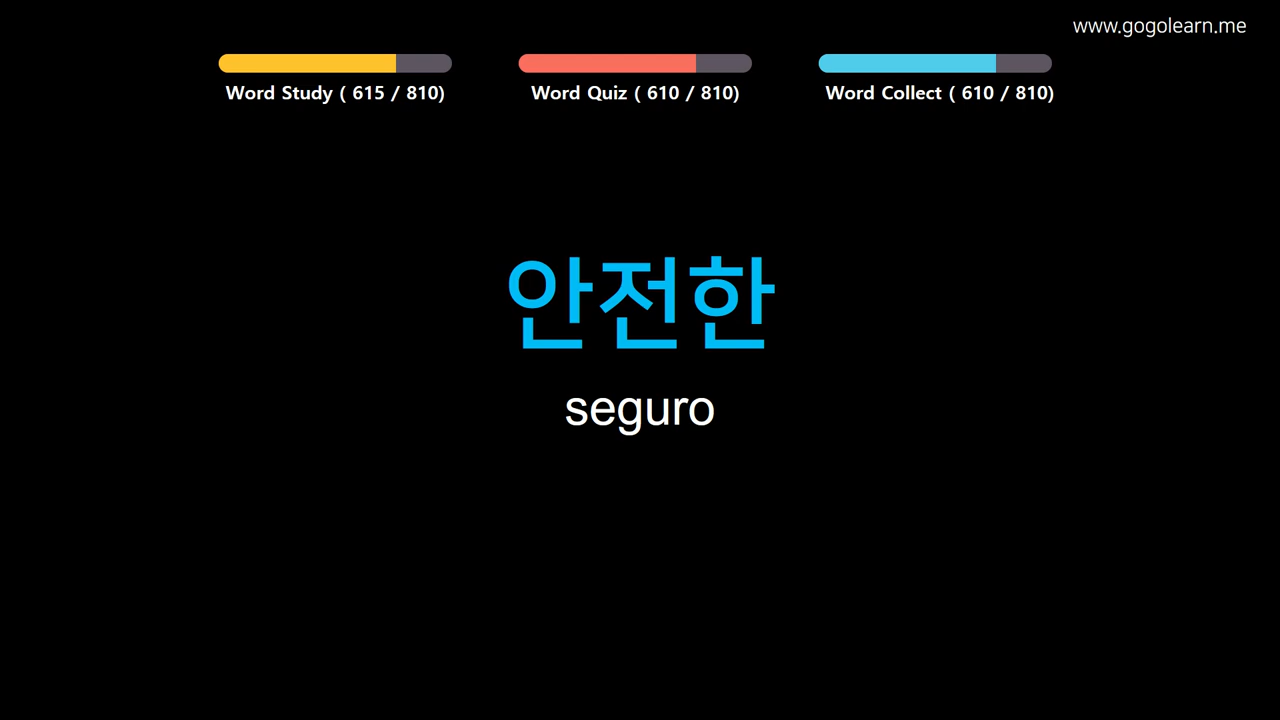 www.gogolearn.me
Word Study ( 615 / 810)
Word Quiz ( 610 / 810)
Word Collect ( 610 / 810)
안전한
seguro